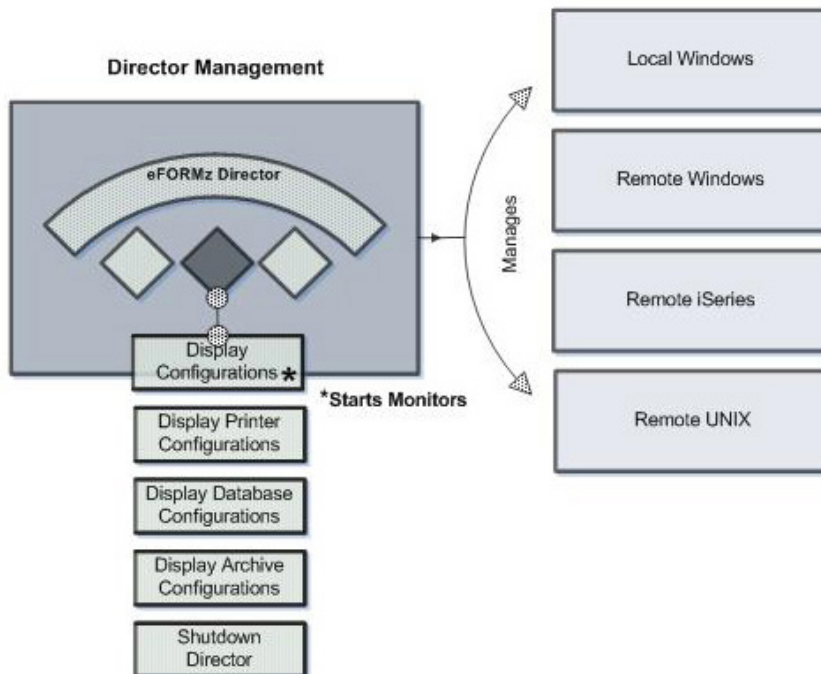 Director Management
eFORMz Director
Display
Configurations *
*Starts Monitors
Display Printer
Configurations
Display Database
Configurations
Display Archive
Configurations
Shutdown
Director
Manages
Local Windows
Remote Windows
Remote iSeries
Remote UNIX